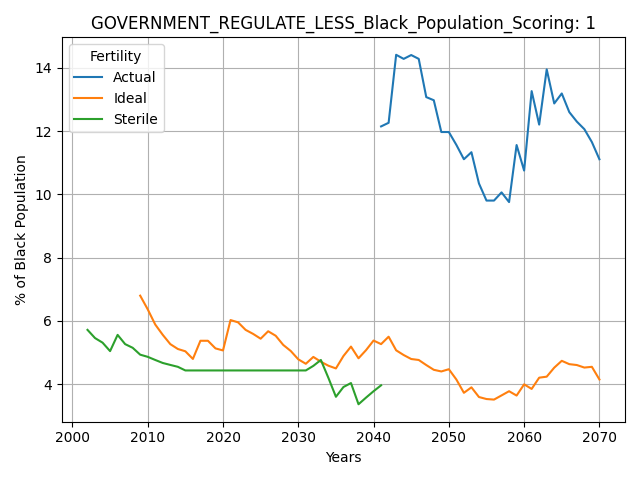 GOVERNMENT_REGULATE_LESS_Black_Population_Scoring: 1
Fertility
Actual
Ideal
Sterile
% of Black Population
14
12
10
8
6
4
2000
2010
2020
2030
2040
2050
2060
2070
Years